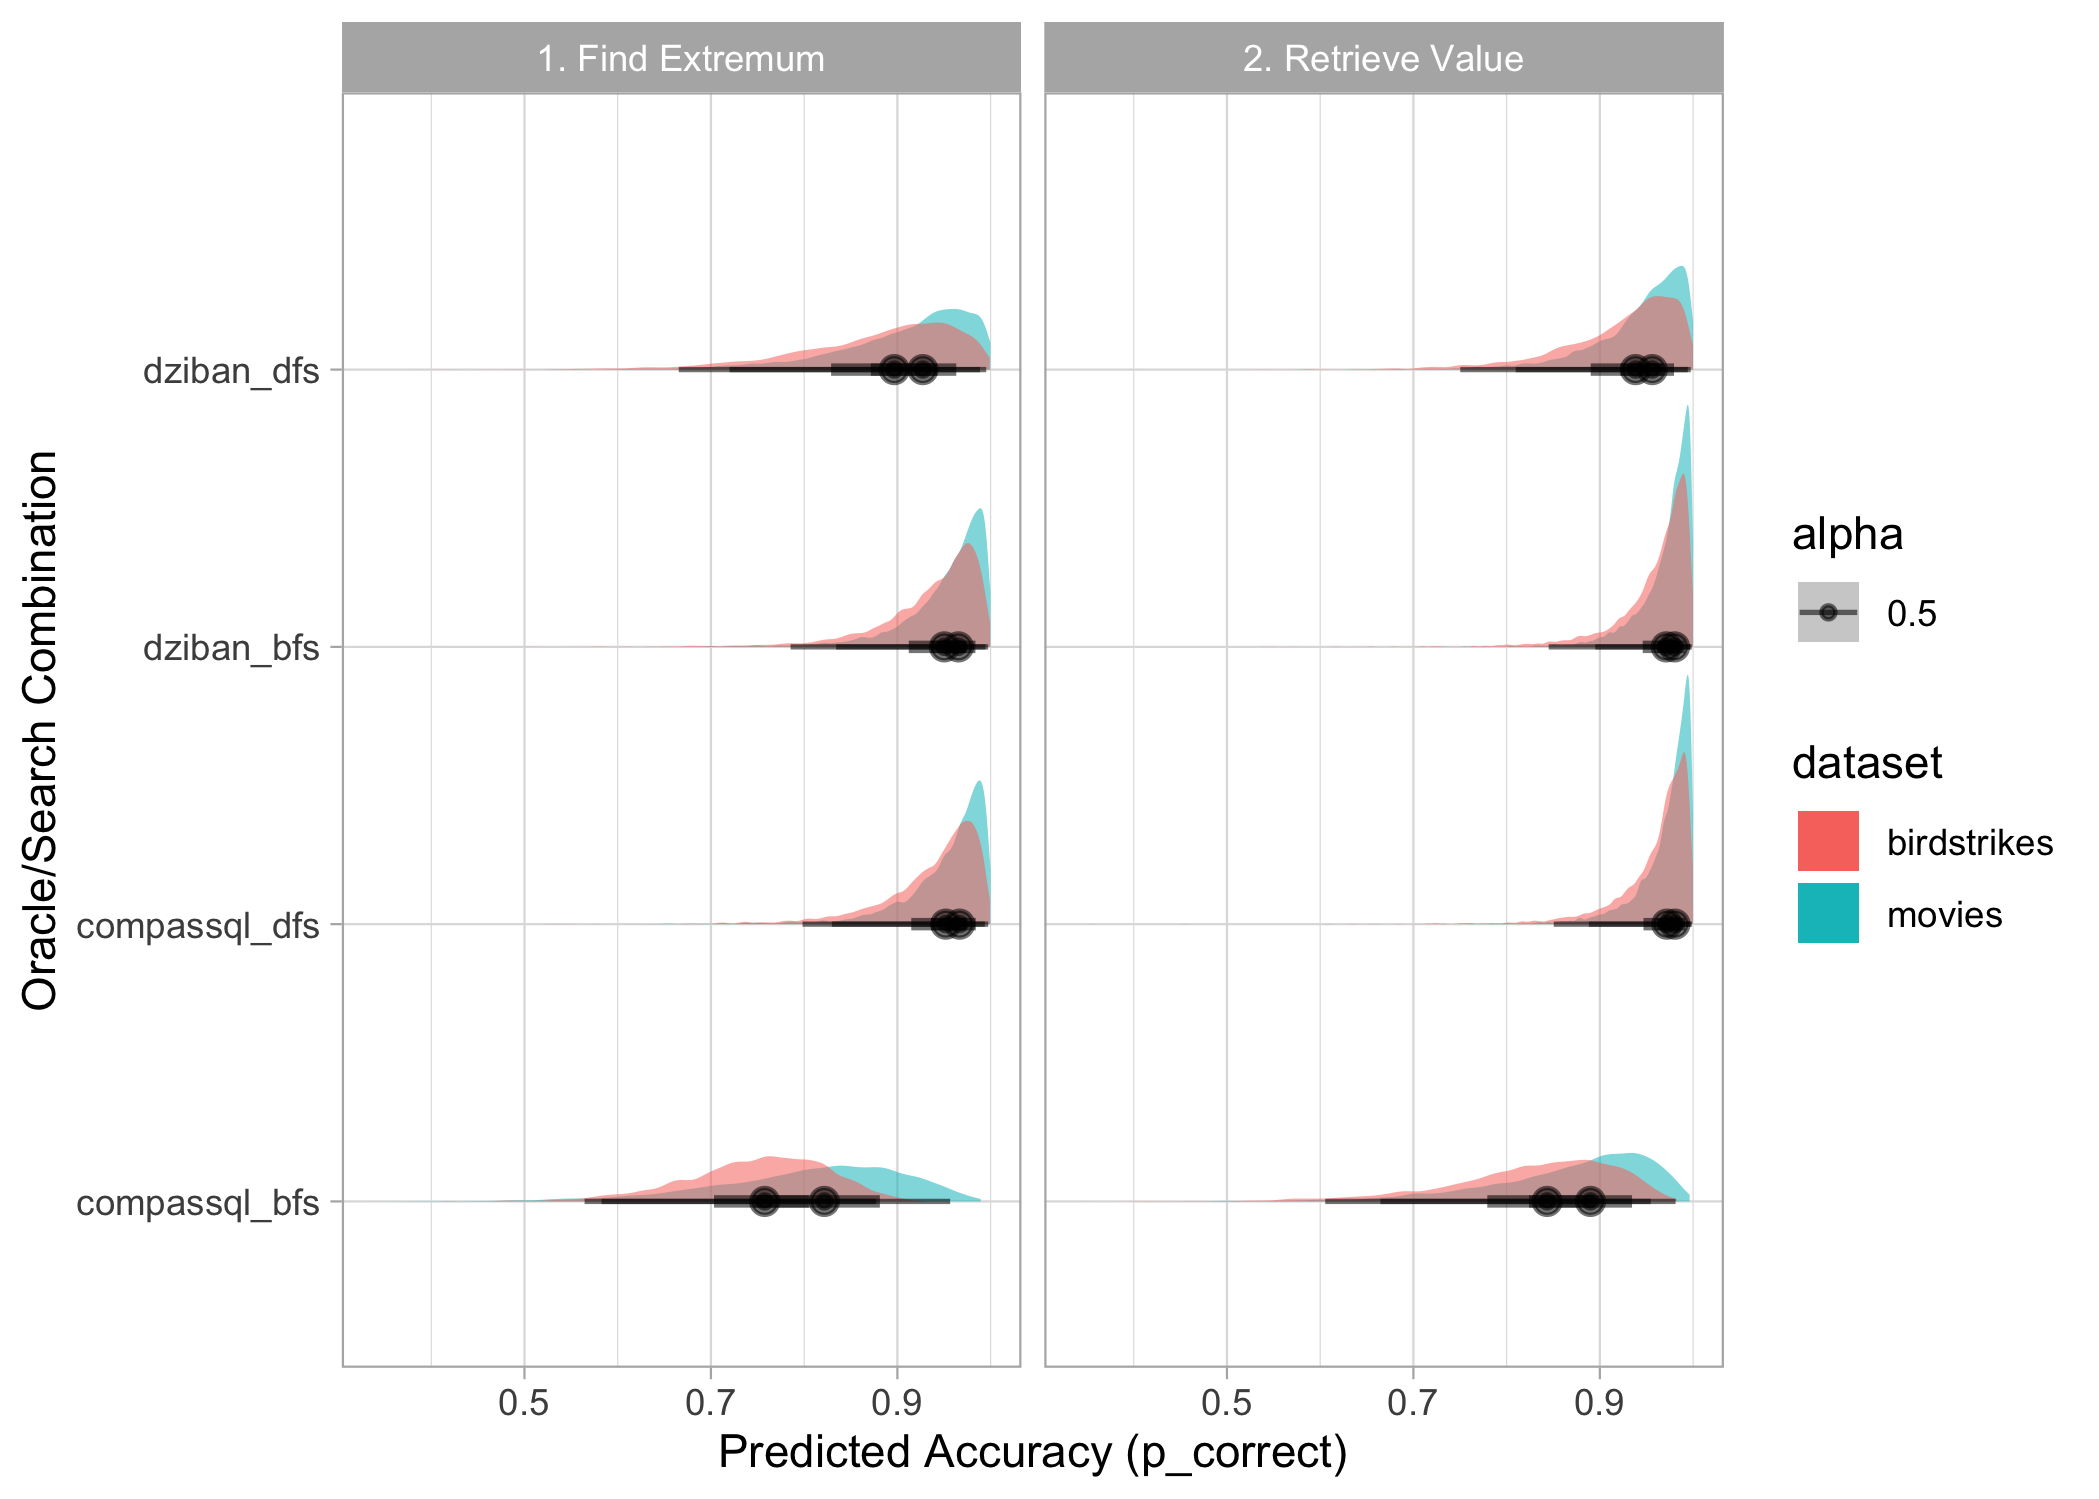 1. Find Extremum
2. Retrieve Value
Oracle/Search Combination
dziban_dfs
dziban_bfs
compassql_dfs
compassql_bfs
0.5
0.7
0.9
0.5
0.7
0.9
Predicted Accuracy (p_correct)
alpha
0.5
dataset
birdstrikes
movies